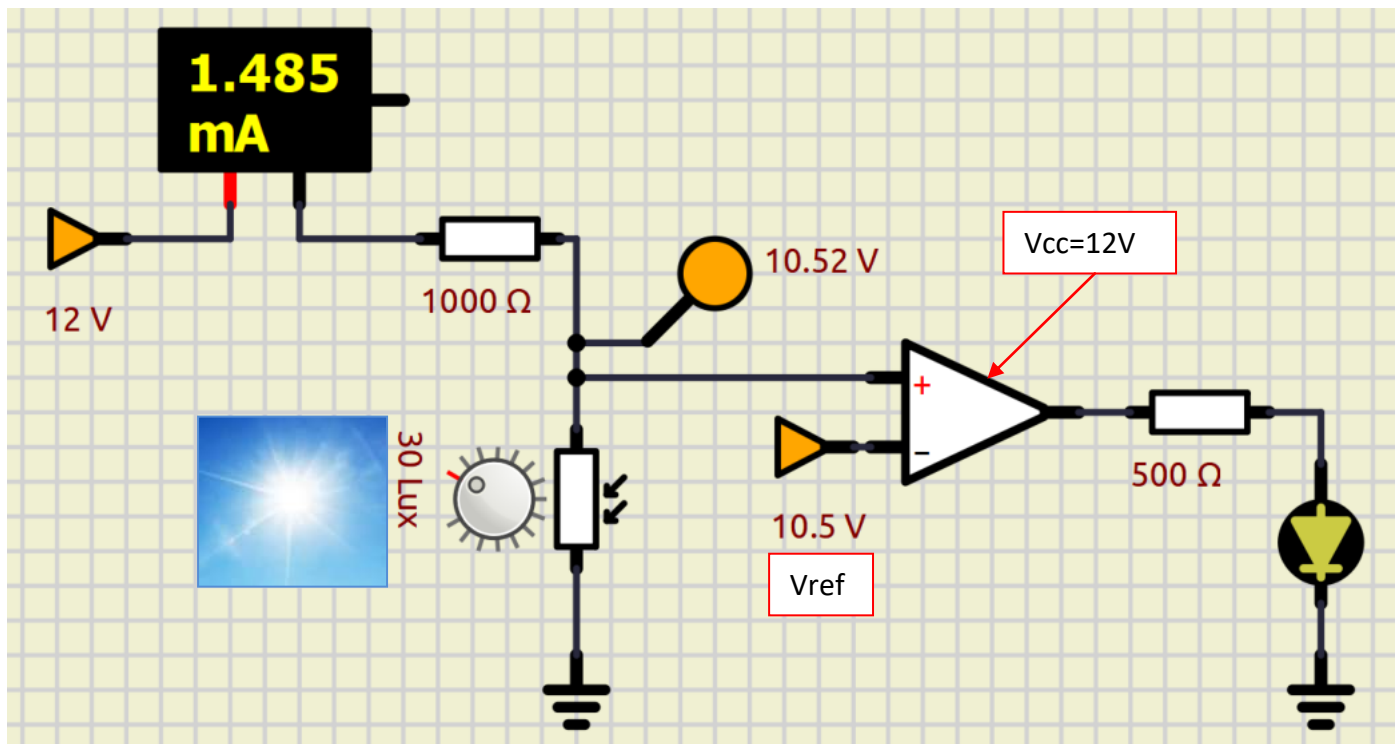 1.485
mA
12 V
1000 Ω
10.52 V
Vcc=12V
30 Lux
+
−
10.5 V
Vref
500 Ω